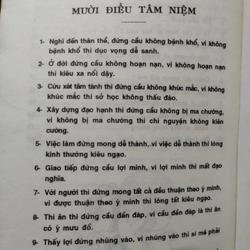 MƯỜI ĐIỀU TÂM NIỆM
1- Nghĩ đến thân thể, đừng cầu không bệnh khổ, vì không
bệnh khổ thì dục vọng dễ sanh.
2- Ở đời đừng cầu không hoạn nạn, vì không hoạn nạn
thì kiêu xa nổi dậy.
3- Cứu xét tâm tánh thì đừng cầu không khúc mắc, vì không
khúc mắc thì sở học không thấu đáo.
4- Xây dựng đạo hạnh thì đừng cầu không bị ma chướng,
vì không bị ma chướng thì chí nguyện không kiên
cường.
5- Việc làm đừng mong dễ thành, vì việc dễ thành thì lòng
khinh thường kiêu ngạo.
6- Giao tiếp đừng cầu lợi mình, vì lợi mình thì mất đạo
nghĩa.
7- Với người thì đừng mong tất cả đều thuận theo ý mình,
vì được thuận theo ý mình thì lòng tất kiêu ngạo.
8- Thi ân thì đừng cầu đền đáp, vì cầu đền đáp là thi ân
có ý mưu đồ.
9- Thấy lợi đừng nhúng vào, vì nhúng vào thì si mê phải